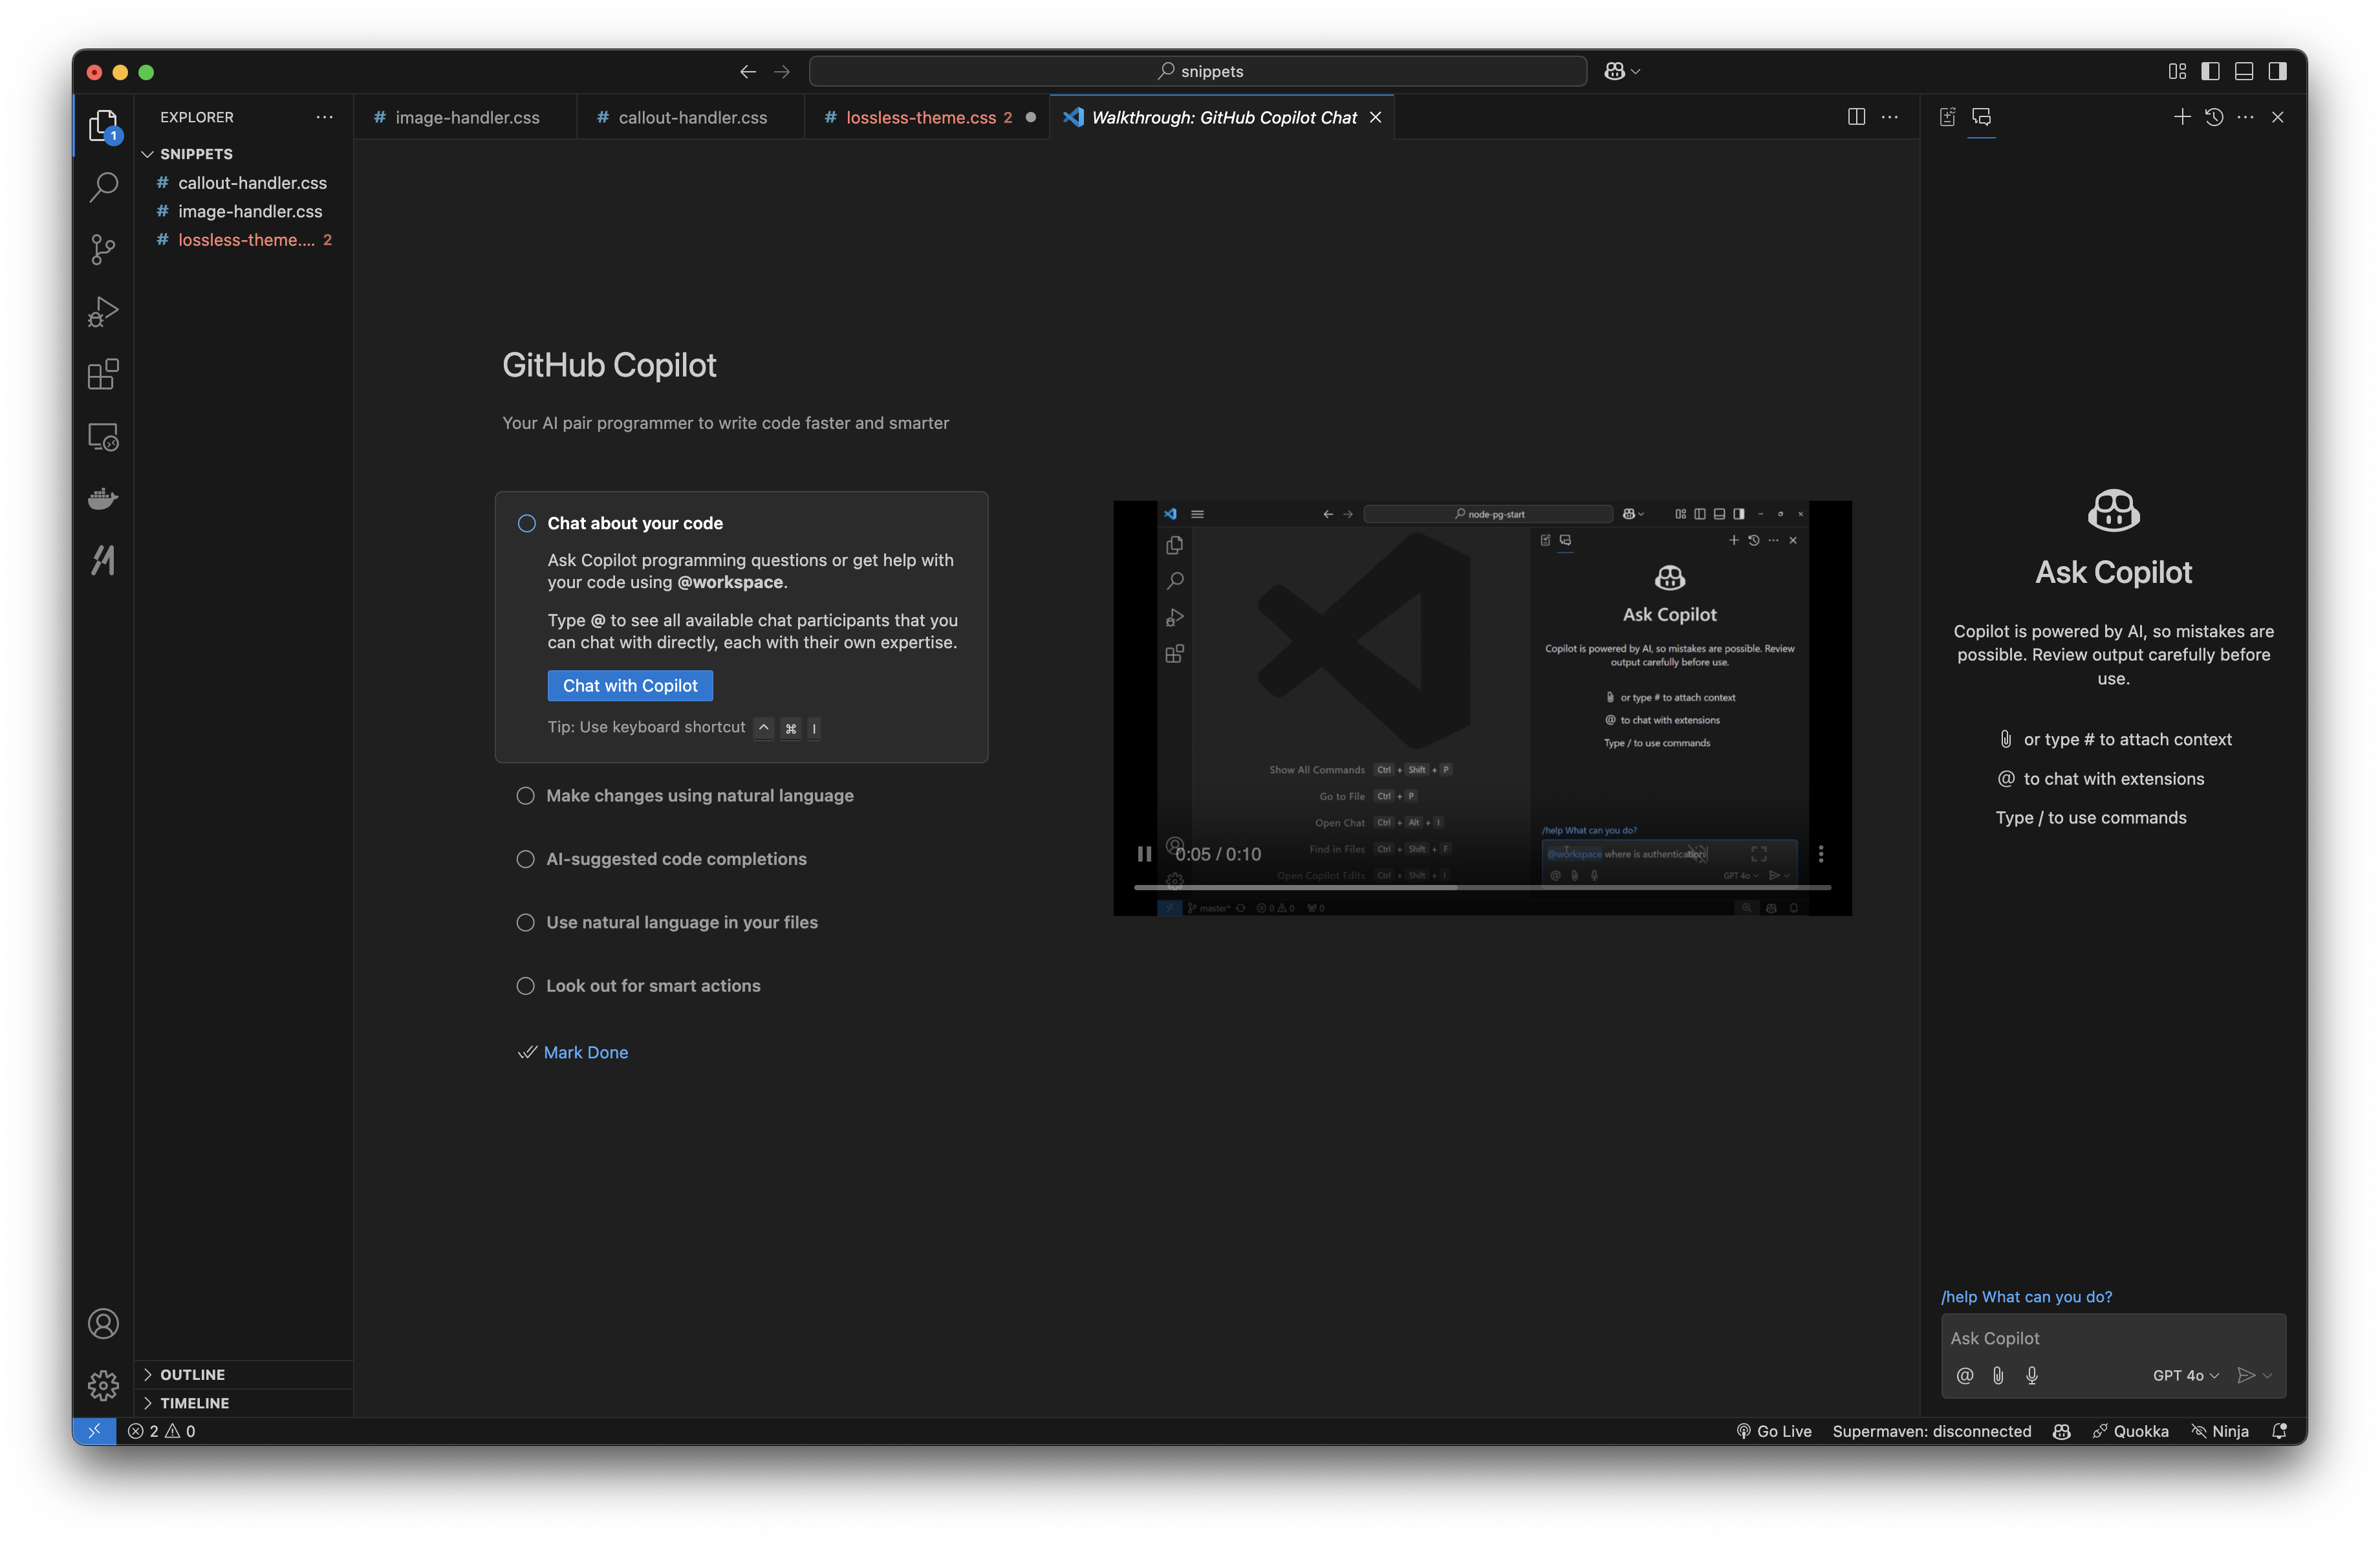 snippets
EXPLORER
SNIPPETS
# callout-handler.css
# image-handler.css
# lossless-theme.... 2
OUTLINE
TIMELINE
1
# image-handler.css
# callout-handler.css
# lossless-theme.css 2
Walkthrough: GitHub Copilot Chat
GitHub Copilot
Your AI pair programmer to write code faster and smarter
Chat about your code
Ask Copilot programming questions or get help with
your code using @workspace.
Type @ to see all available chat participants that you
can chat with directly, each with their own expertise.
Chat with Copilot
Tip: Use keyboard shortcut ^ ⌘ I
Make changes using natural language
AI-suggested code completions
Use natural language in your files
Look out for smart actions
Mark Done
node-pg-start
Ask Copilot
Copilot is powered by AI, so mistakes are possible. Review
output carefully before use.
or type # to attach context
@ to chat with extensions
Type / to use commands
Show All Commands Ctrl + Shift + P
Go to File Ctrl + P
Open Chat Ctrl + Alt + I
Find in Files Ctrl + Shift + F
Open Copilot Edits Ctrl + Shift + I
/help What can you do?
@workspace where is authentication
GPT 4o
0:05 / 0:10
master* 0 0 0
Ask Copilot
Copilot is powered by AI, so mistakes are
possible. Review output carefully before
use.
or type # to attach context
@ to chat with extensions
Type / to use commands
/help What can you do?
Ask Copilot
@ GPT 4o
2 0
Go Live Supermaven: disconnected Quokka Ninja